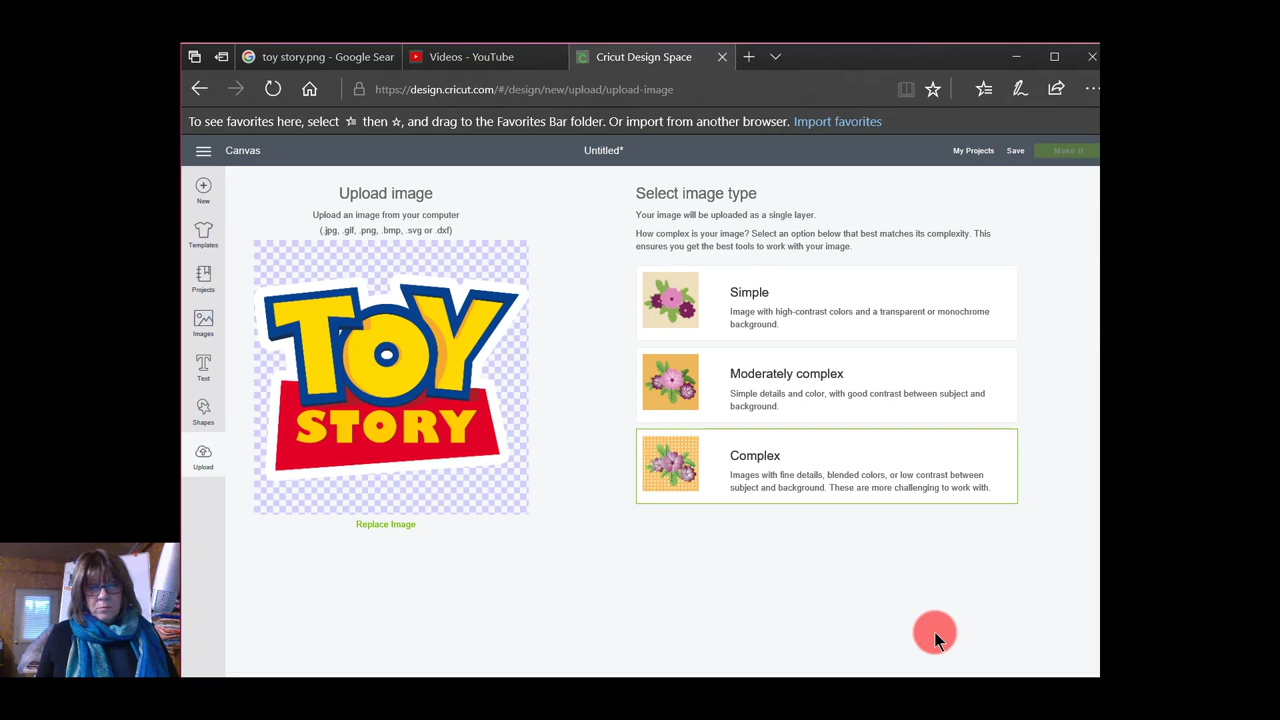 toy story.png - Google Sear
Videos - YouTube
Cricut Design Space
https://design.cricut.com/#/design/new/upload/upload-image
To see favorites here, select ☆ then ☆, and drag to the Favorites Bar folder. Or import from another browser. Import favorites
Canvas
Untitled*
My Projects
Save
Make It
New
Templates
Projects
Images
Text
Shapes
Upload
Upload image
Upload an image from your computer
(.jpg, .gif, .png, .bmp, .svg or .dxf)
TOY
STORY
Replace Image
Select image type
Your image will be uploaded as a single layer.
How complex is your image? Select an option below that best matches its complexity. This
ensures you get the best tools to work with your image.
Simple
Image with high-contrast colors and a transparent or monochrome
background.
Moderately complex
Simple details and color, with good contrast between subject and
background.
Complex
Images with fine details, blended colors, or low contrast between
subject and background. These are more challenging to work with.